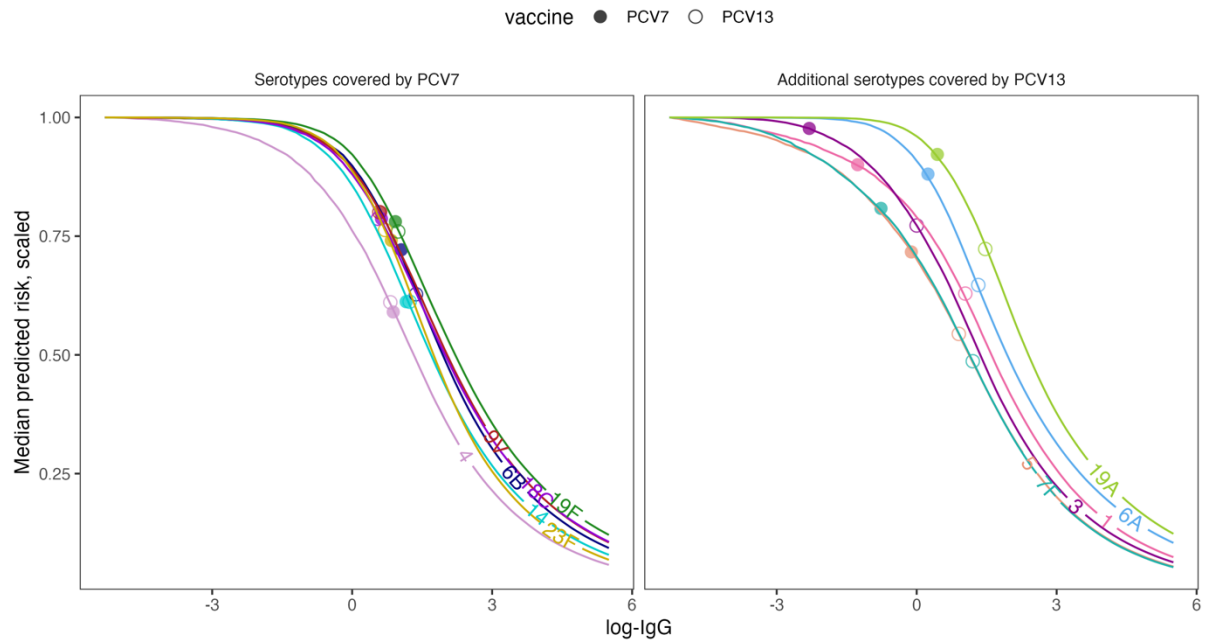 vaccine PCV7 PCV13
Serotypes covered by PCV7
Additional serotypes covered by PCV13
Median predicted risk, scaled
1.00
0.75
0.50
0.25
4
6B
9V
18C
19F
14
23F
19A
6A
1
3
5
7F
-3 0 3 6
-3 0 3 6
log-IgG